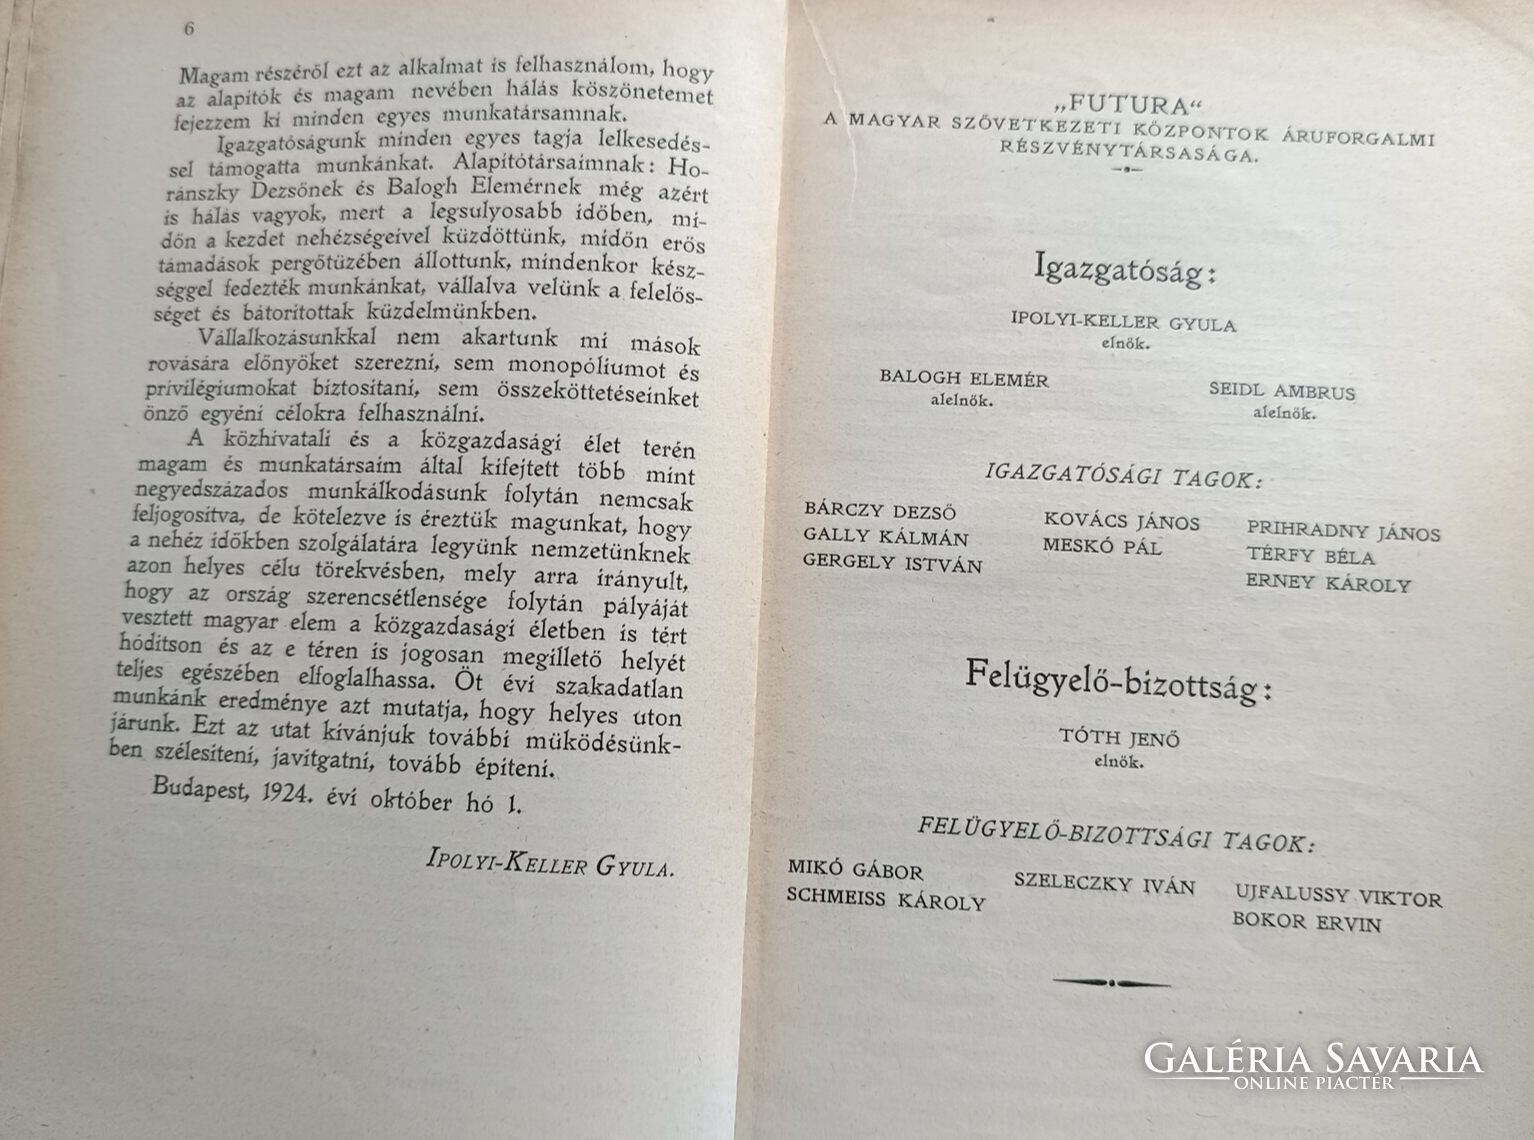 6
Magam részéről ezt az alkalmat is felhasználom, hogy
az alapítók és magam nevében hálás köszönetemet
fejezzem ki minden egyes munkatársamnak.
Igazgatóságunk minden egyes tagja lelkesedés-
sel támogatta munkánkat. Alapítótársaimnak: Ho-
ránszky Dezsőnek és Balogh Elemérnek még azért
is hálás vagyok, mert a legsulyosabb időben, mi-
dőn a kezdet nehézségeivel küzdöttünk, midőn erős
támadások pergőtüzében állottunk, mindenkor kész-
séggel fedezték munkánkat, vállalva velünk a felelős-
séget és bátorítottak küzdelmünkben.
Vállalkozásunkkal nem akartunk mi mások
rovására előnyöket szerezni, sem monopóliumot és
privilégiumokat biztosítani, sem összeköttetéseinket
önző egyéni célokra felhasználni.
A közhivatali és a közgazdasági élet terén
magam és munkatársaim által kifejtett több mint
negyedszázados munkálkodásunk folytán nemcsak
feljogosítva, de kötelezve is éreztük magunkat, hogy
a nehéz időkben szolgálatára legyünk nemzetünknek
azon helyes célu törekvésben, mely arra irányult,
hogy az ország szerencsétlensége folytán pályáját
vesztett magyar elem a közgazdasági életben is tért
hódítson és az e téren is jogosan megillető helyét
teljes egészében elfoglalhassa. Öt évi szakadatlan
munkánk eredménye azt mutatja, hogy helyes uton
járunk. Ezt az utat kívánjuk további müködésünk-
ben szélesíteni, javitgatni, tovább építeni.
Budapest, 1924. évi október hó 1.
IPOLYI-KELLER GYULA.
„FUTURA“
A MAGYAR SZÖVETKEZETI KÖZPONTOK ÁRUFORGALMI
RÉSZVÉNYTÁRSASÁGA.
Igazgatóság:
IPOLYI-KELLER GYULA
elnök.
BALOGH ELEMÉR SEIDL AMBRUS
alelnök. alelnök.
IGAZGATÓSÁGI TAGOK:
BÁRCZY DEZSŐ KOVÁCS JÁNOS PRIHRADNY JÁNOS
GALLY KÁLMÁN MESKÓ PÁL TÉRFY BÉLA
GERGELY ISTVÁN ERNEY KÁROLY
Felügyelő-bizottság:
TÓTH JENŐ
elnök.
FELÜGYELŐ-BIZOTTSÁGI TAGOK:
MIKÓ GÁBOR SZELECZKY IVÁN UJFALUSSY VIKTOR
SCHMEISS KÁROLY BOKOR ERVIN
GALÉRIA SAVARIA
ONLINE PIACTÉR